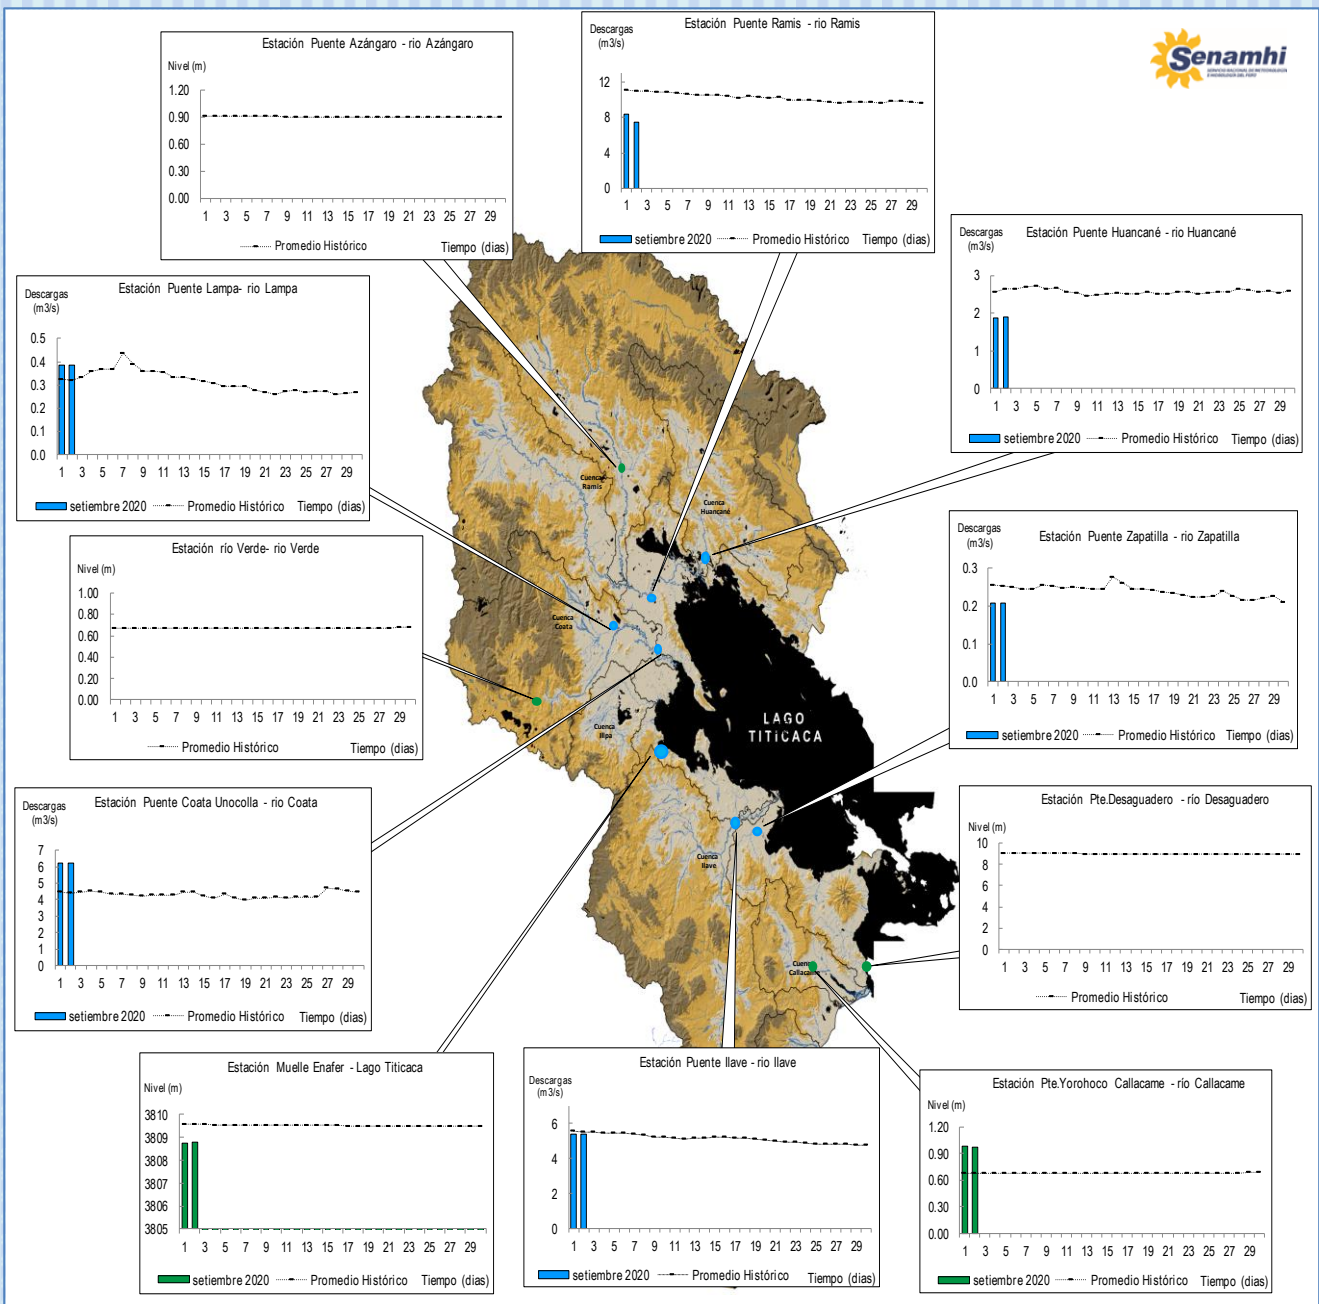 Senamhi
SERVICIO NACIONAL DE METEOROLOGÍA
E HIDROLOGÍA DEL PERÚ
Estación Puente Azángaro - rio Azángaro
Nivel (m)
1.20
0.90
0.60
0.30
0.00
1 3 5 7 9 11 13 15 17 19 21 23 25 27 29
Promedio Histórico Tiempo (dias)
Estación Puente Ramis - rio Ramis
Descargas
(m3/s)
12
8
4
0
1 3 5 7 9 11 13 15 17 19 21 23 25 27 29
setiembre 2020 Promedio Histórico Tiempo (dias)
Estación Puente Huancané - rio Huancané
Descargas
(m3/s)
3
2
1
0
1 3 5 7 9 11 13 15 17 19 21 23 25 27 29
setiembre 2020 Promedio Histórico Tiempo (dias)
Estación Puente Lampa- rio Lampa
Descargas
(m3/s)
0.5
0.4
0.3
0.2
0.1
0.0
1 3 5 7 9 11 13 15 17 19 21 23 25 27 29
setiembre 2020 Promedio Histórico Tiempo (dias)
Estación Puente Zapatilla - rio Zapatilla
Descargas
(m3/s)
0.3
0.2
0.1
0.0
1 3 5 7 9 11 13 15 17 19 21 23 25 27 29
setiembre 2020 Promedio Histórico Tiempo (dias)
Estación río Verde- rio Verde
Nivel (m)
1.00
0.80
0.60
0.40
0.20
0.00
1 3 5 7 9 11 13 15 17 19 21 23 25 27 29
Promedio Histórico Tiempo (dias)
Cuenca
Ramis
Cuenca
Huancané
Cuenca
Coata
Cuenca
Illpa
LAGO
TITICACA
Cuenca
Ilave
Cuenca
Callacame
Estación Puente Coata Unocolla - rio Coata
Descargas
(m3/s)
7
6
5
4
3
2
1
0
1 3 5 7 9 11 13 15 17 19 21 23 25 27 29
setiembre 2020 Promedio Histórico Tiempo (dias)
Estación Pte.Desaguadero - río Desaguadero
Nivel (m)
10
8
6
4
2
0
1 3 5 7 9 11 13 15 17 19 21 23 25 27 29
Promedio Histórico Tiempo (dias)
Estación Muelle Enafer - Lago Titicaca
Nivel (m)
3810
3809
3808
3807
3806
3805
1 3 5 7 9 11 13 15 17 19 21 23 25 27 29
setiembre 2020 Promedio Histórico Tiempo (dias)
Estación Puente Ilave - rio Ilave
Descargas
(m3/s)
6
4
2
0
1 3 5 7 9 11 13 15 17 19 21 23 25 27 29
setiembre 2020 Promedio Histórico Tiempo (dias)
Estación Pte.Yorohoco Callacame - río Callacame
Nivel (m)
1.20
0.90
0.60
0.30
0.00
1 3 5 7 9 11 13 15 17 19 21 23 25 27 29
setiembre 2020 Promedio Histórico Tiempo (dias)